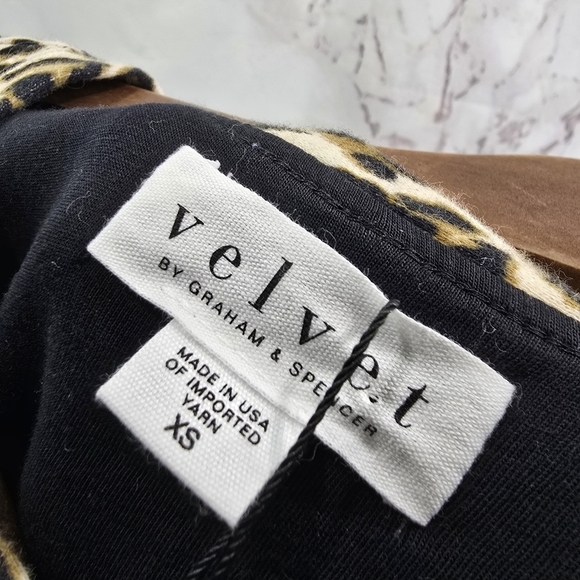 velvet
BY GRAHAM & SPENCER
MADE IN USA
OF IMPORTED
YARN
XS